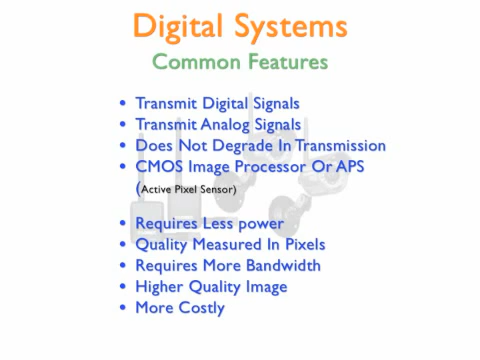 Digital Systems
Common Features
• Transmit Digital Signals
• Transmit Analog Signals
• Does Not Degrade In Transmission
• CMOS Image Processor Or APS
(Active Pixel Sensor)
• Requires Less power
• Quality Measured In Pixels
• Requires More Bandwidth
• Higher Quality Image
• More Costly